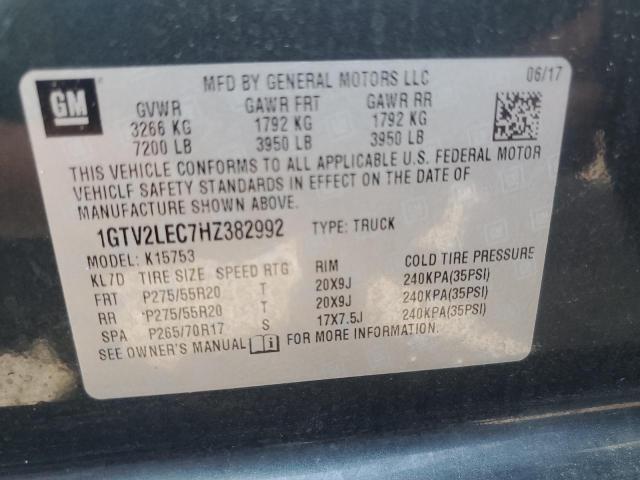 GM
MFD BY GENERAL MOTORS LLC 06/17
GVWR GAWR FRT GAWR RR
3266 KG 1792 KG 1792 KG
7200 LB 3950 LB 3950 LB
THIS VEHICLE CONFORMS TO ALL APPLICABLE U.S. FEDERAL MOTOR
VEHICLE SAFETY STANDARDS IN EFFECT ON THE DATE OF
MANUFACTURE SHOWN ABOVE.
1GTV2LEC7HZ382992 TYPE: TRUCK
MODEL: K15753
KL7D TIRE SIZE SPEED RTG RIM COLD TIRE PRESSURE
FRT P275/55R20 T 20X9J 240KPA(35PSI)
RR P275/55R20 T 20X9J 240KPA(35PSI)
SPA P265/70R17 S 17X7.5J 240KPA(35PSI)
SEE OWNER'S MANUAL FOR MORE INFORMATION.